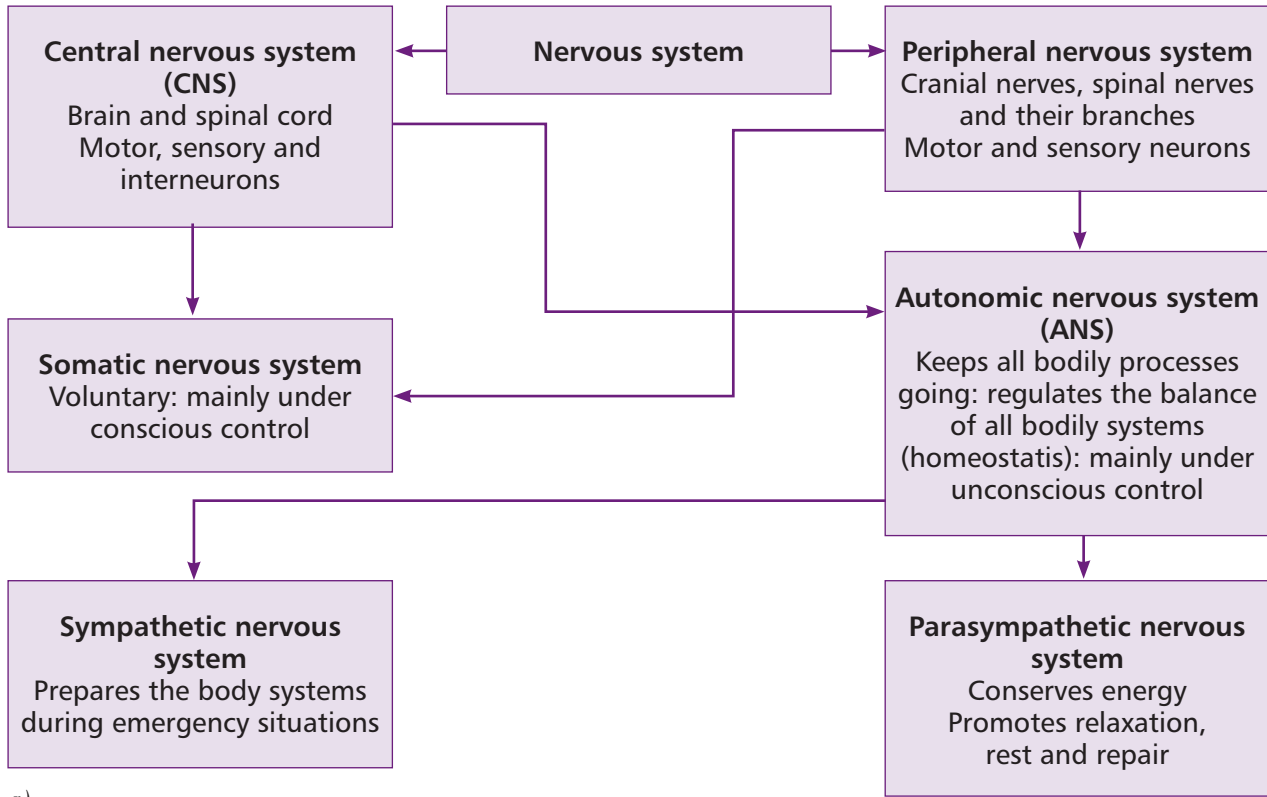 Central nervous system
(CNS)
Brain and spinal cord
Motor, sensory and
interneurons
Nervous system
Peripheral nervous system
Cranial nerves, spinal nerves
and their branches
Motor and sensory neurons
Somatic nervous system
Voluntary: mainly under
conscious control
Autonomic nervous system
(ANS)
Keeps all bodily processes
going: regulates the balance
of all bodily systems
(homeostatis): mainly under
unconscious control
Sympathetic nervous
system
Prepares the body systems
during emergency situations
Parasympathetic nervous
system
Conserves energy
Promotes relaxation,
rest and repair